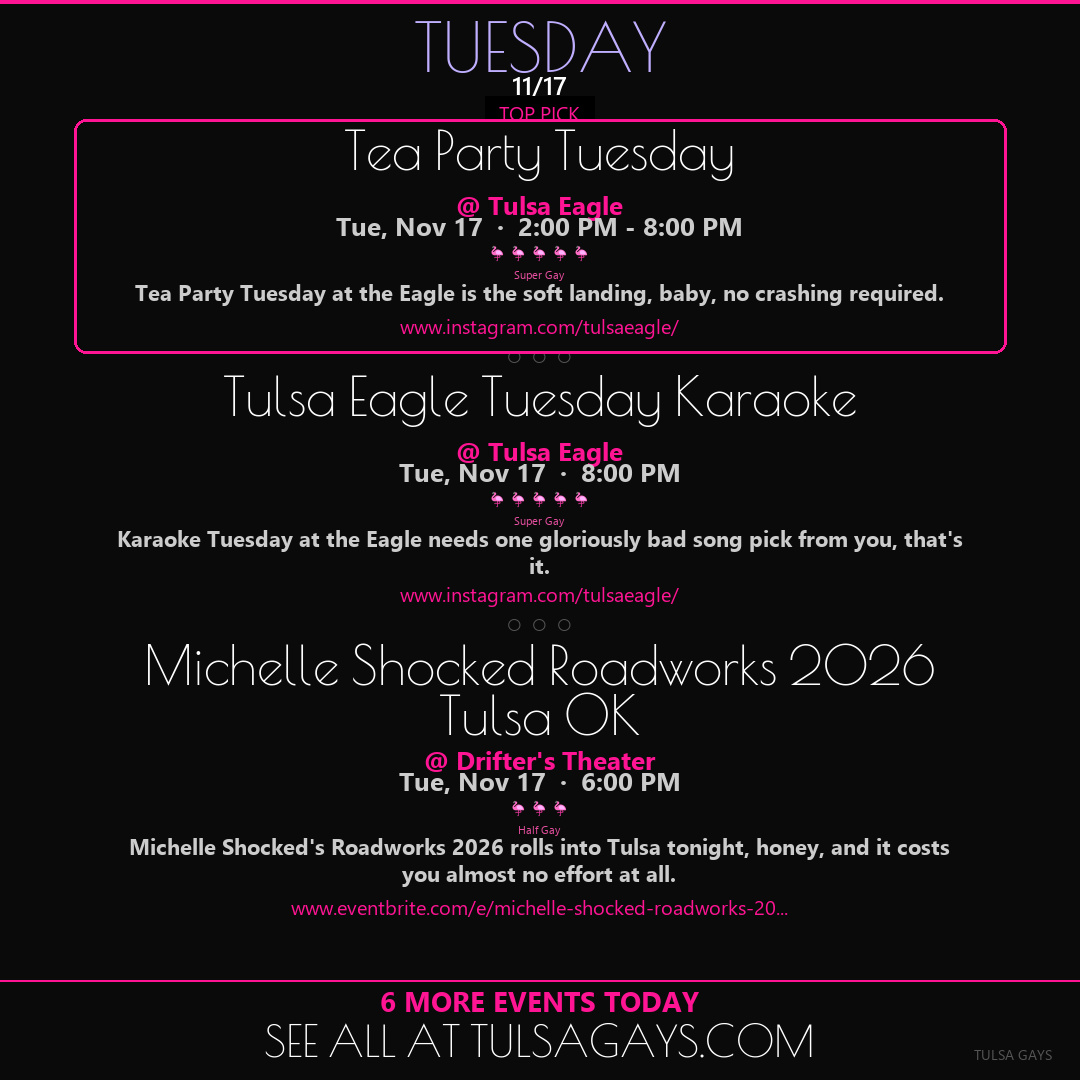 TUESDAY
11/17
TOP PICK
Tea Party Tuesday
@ Tulsa Eagle
Tue, Nov 17 · 2:00 PM - 8:00 PM
Super Gay
Tea Party Tuesday at the Eagle is the soft landing, baby, no crashing required.
www.instagram.com/tulsaeagle/
Tulsa Eagle Tuesday Karaoke
@ Tulsa Eagle
Tue, Nov 17 · 8:00 PM
Super Gay
Karaoke Tuesday at the Eagle needs one gloriously bad song pick from you, that's
it.
www.instagram.com/tulsaeagle/
Michelle Shocked Roadworks 2026
Tulsa OK
@ Drifter's Theater
Tue, Nov 17 · 6:00 PM
Half Gay
Michelle Shocked's Roadworks 2026 rolls into Tulsa tonight, honey, and it costs
you almost no effort at all.
www.eventbrite.com/e/michelle-shocked-roadworks-20...
6 MORE EVENTS TODAY
SEE ALL AT TULSAGAYS.COM
TULSA GAYS